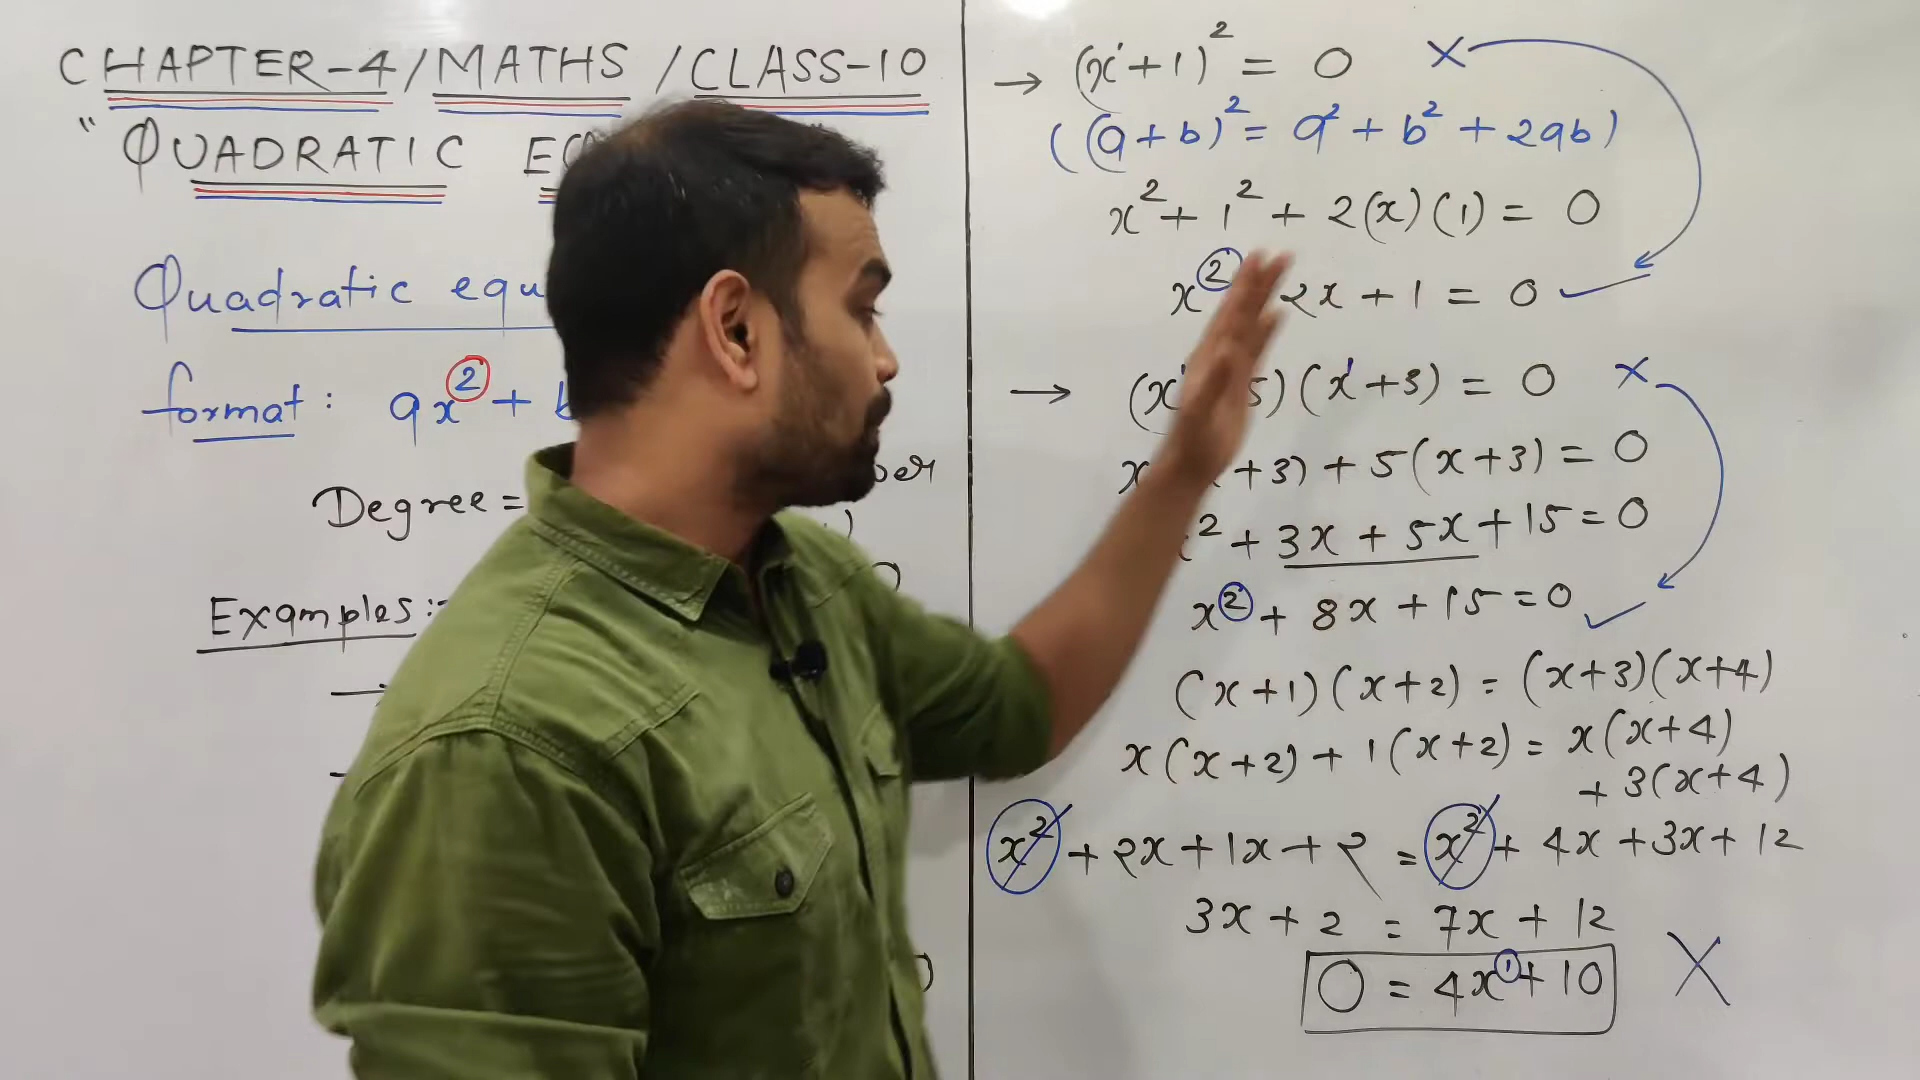 CHAPTER-4/MATHS/CLASS-10
"QUADRATIC
Quadratic
format: ax² +
Degree =
Examples:-
→ (x+1)² = 0 ×
((a+b)² = a² + b² + 2ab)
x² + 1² + 2(x)(1) = 0
x² 2x + 1 = 0 ✓
→ (x¹ 5)(x¹+3) = 0 ×
x +3) + 5(x+3) = 0
² + 3x + 5x + 15 = 0
x² + 8x + 15 = 0 ✓
(x+1)(x+2) = (x+3)(x+4)
x(x+2) + 1(x+2) = x(x+4)
+ 3(x+4)
x² + 2x + 1x + 2 = x² + 4x + 3x + 12
3x + 2 = 7x + 12
0 = 4x¹ + 10 ×